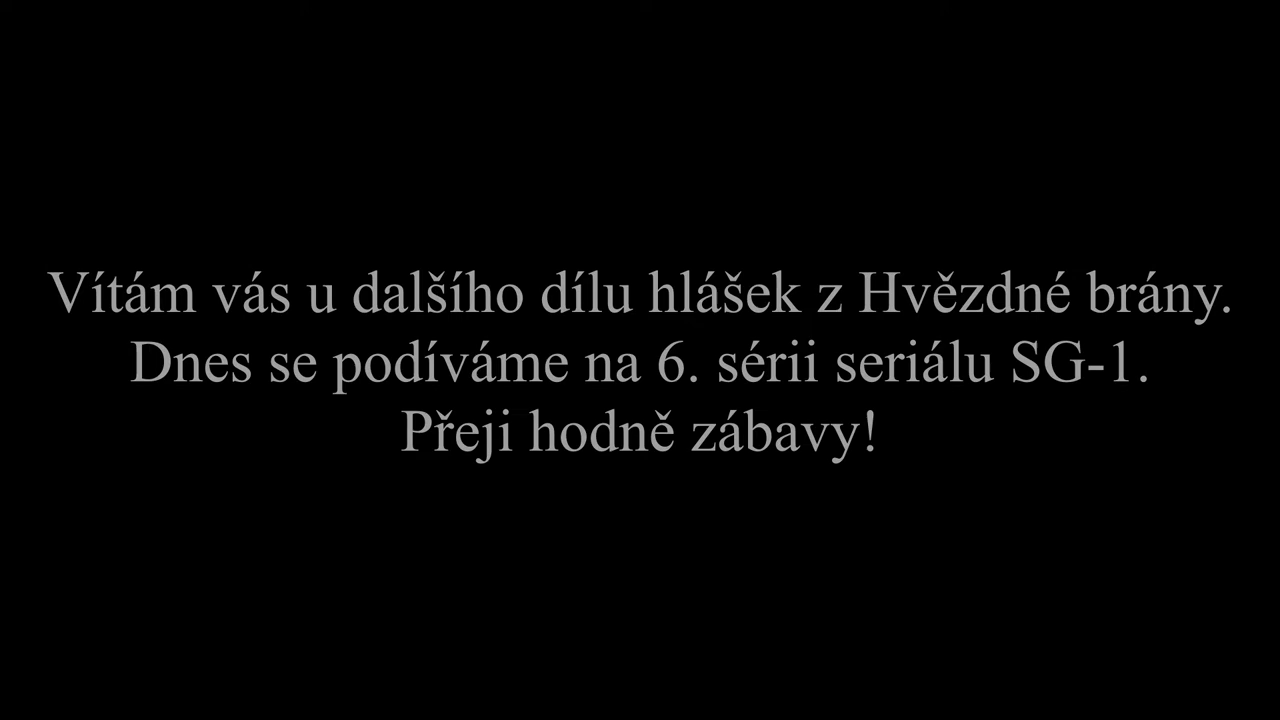 Vítám vás u dalšího dílu hlášek z Hvězdné brány.
Dnes se podíváme na 6. sérii seriálu SG-1.
Přeji hodně zábavy!